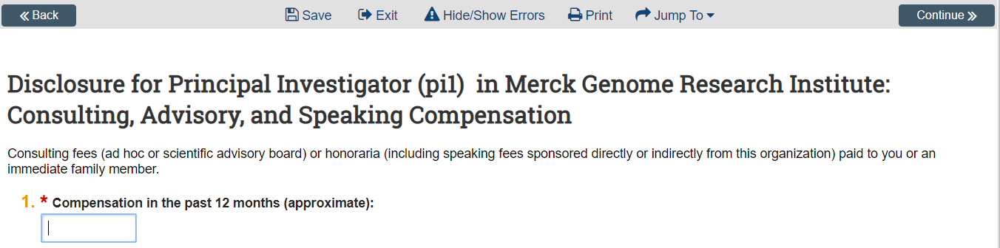 Back Save Exit Hide/Show Errors Print Jump To Continue
Disclosure for Principal Investigator (pi1) in Merck Genome Research Institute:
Consulting, Advisory, and Speaking Compensation
Consulting fees (ad hoc or scientific advisory board) or honoraria (including speaking fees sponsored directly or indirectly from this organization) paid to you or an
immediate family member.
1. * Compensation in the past 12 months (approximate):